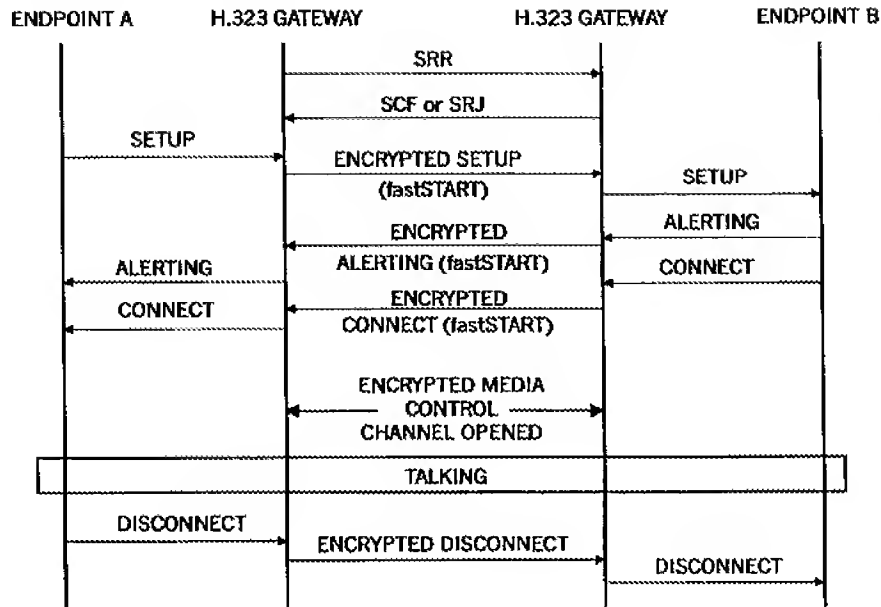 ENDPOINT A
H.323 GATEWAY
H.323 GATEWAY
ENDPOINT B
SRR
SCF or SRJ
SETUP
ENCRYPTED SETUP
(fastSTART)
SETUP
ALERTING
ENCRYPTED
ALERTING (fastSTART)
ALERTING
CONNECT
ENCRYPTED
CONNECT (fastSTART)
CONNECT
ENCRYPTED MEDIA
CONTROL
CHANNEL OPENED
TALKING
DISCONNECT
ENCRYPTED DISCONNECT
DISCONNECT